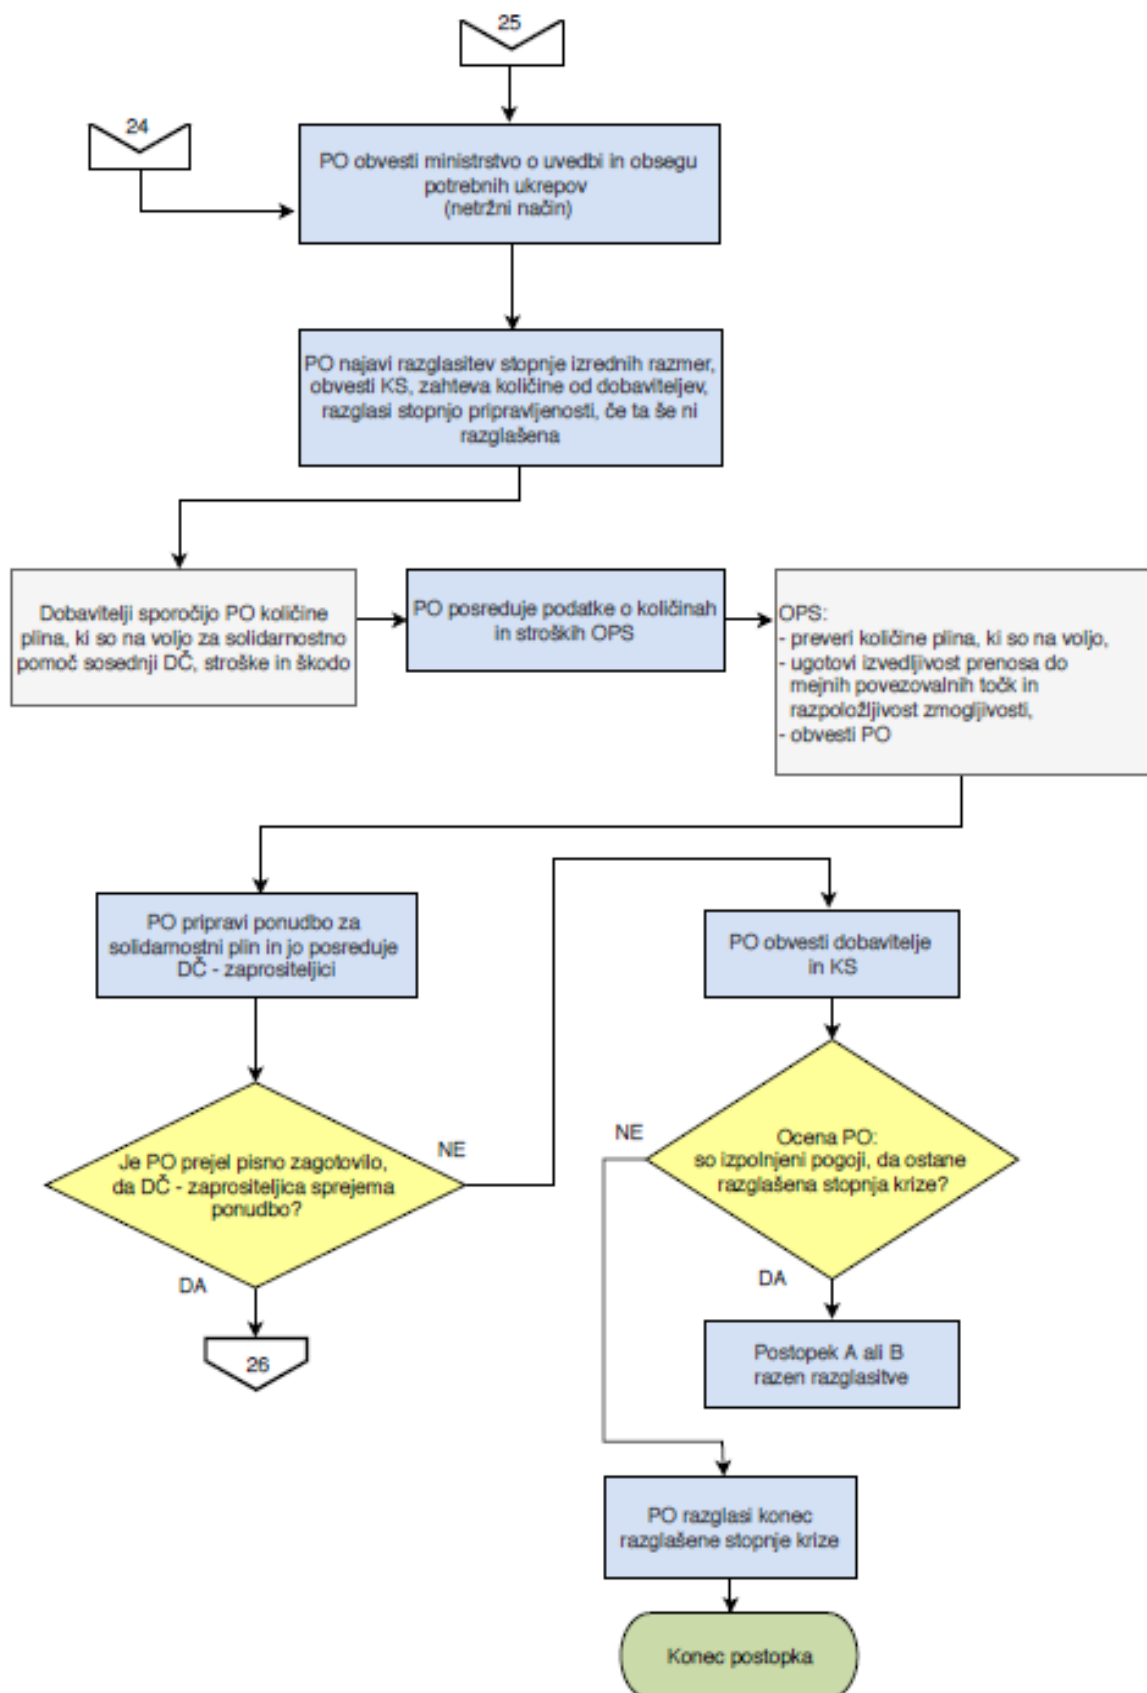 25
24
PO obvesti ministrstvo o uvedbi in obsegu
potrebnih ukrepov
(netržni način)
PO najavi razglasitev stopnje izrednih razmer,
obvesti KS, zahteva količine od dobaviteljev,
razglasi stopnjo pripravljenosti, če ta še ni
razglašena
Dobavitelji sporočijo PO količine
plina, ki so na voljo za solidarnostno
pomoč sosednji DČ, stroške in škodo
PO posreduje podatke o količinah
in stroških OPS
OPS:
- preveri količine plina, ki so na voljo,
- ugotovi izvedljivost prenosa do
mejnih povezovalnih točk in
razpoložljivost zmogljivosti,
- obvesti PO
PO pripravi ponudbo za
solidarnostni plin in jo posreduje
DČ - zaprositeljici
PO obvesti dobavitelje
in KS
Je PO prejel pisno zagotovilo,
da DČ - zaprositeljica sprejema
ponudbo?
NE
DA
26
Ocena PO:
so izpolnjeni pogoji, da ostane
razglašena stopnja krize?
NE
DA
Postopek A ali B
razen razglasitve
PO razglasi konec
razglašene stopnje krize
Konec postopka